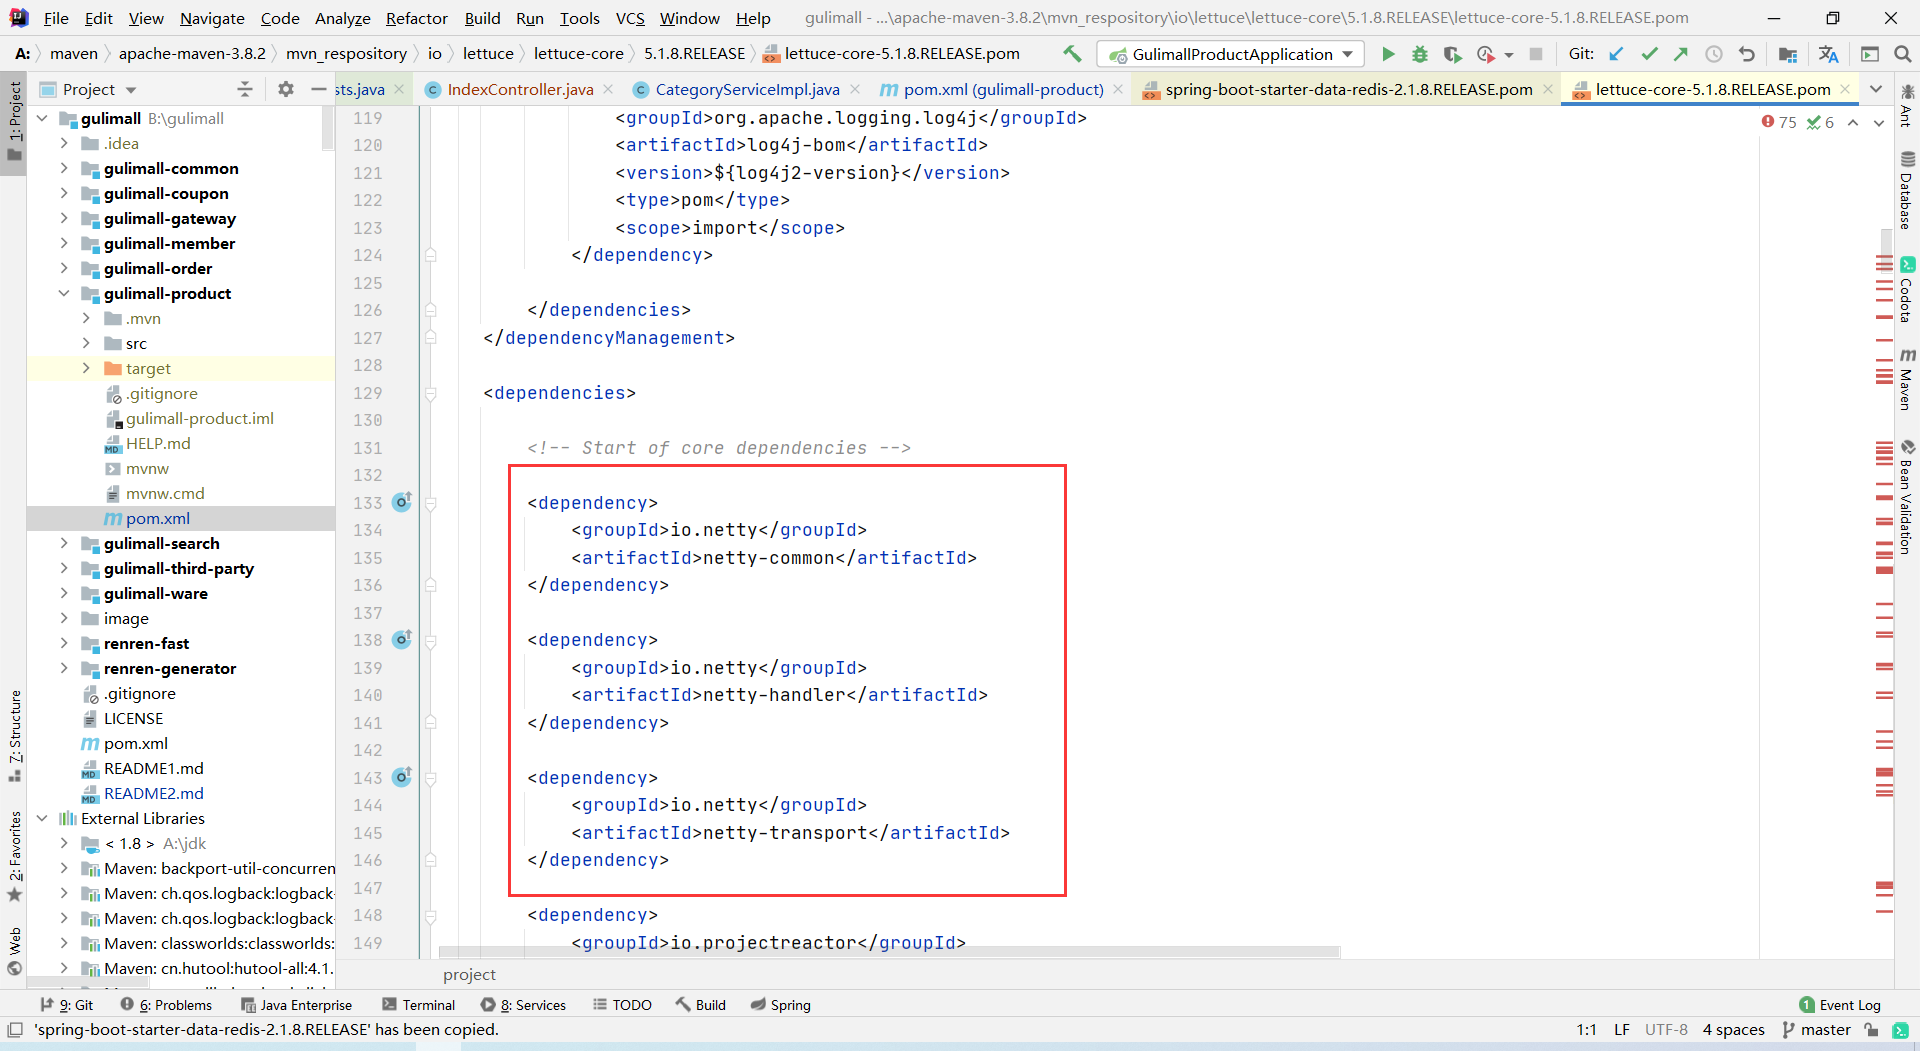 File Edit View Navigate Code Analyze Refactor Build Run Tools VCS Window Help gulimall - ...\apache-maven-3.8.2\mvn_respository\io\lettuce\lettuce-core\5.1.8.RELEASE\lettuce-core-5.1.8.RELEASE.pom
A: maven apache-maven-3.8.2 mvn_respository io lettuce lettuce-core 5.1.8.RELEASE lettuce-core-5.1.8.RELEASE.pom GulimallProductApplication Git:
Project sts.java IndexController.java CategoryServiceImpl.java pom.xml (gulimall-product) spring-boot-starter-data-redis-2.1.8.RELEASE.pom lettuce-core-5.1.8.RELEASE.pom
75 6
1: Project
7: Structure
2: Favorites
Web
gulimall B:\gulimall
.idea
gulimall-common
gulimall-coupon
gulimall-gateway
gulimall-member
gulimall-order
gulimall-product
.mvn
src
target
.gitignore
gulimall-product.iml
HELP.md
mvnw
mvnw.cmd
pom.xml
gulimall-search
gulimall-third-party
gulimall-ware
image
renren-fast
renren-generator
.gitignore
LICENSE
pom.xml
README1.md
README2.md
External Libraries
< 1.8 > A:\jdk
Maven: backport-util-concurren
Maven: ch.qos.logback:logback-
Maven: ch.qos.logback:logback-
Maven: classworlds:classworlds:
Maven: cn.hutool:hutool-all:4.1.
119 <groupId>org.apache.logging.log4j</groupId>
120 <artifactId>log4j-bom</artifactId>
121 <version>${log4j2-version}</version>
122 <type>pom</type>
123 <scope>import</scope>
124 </dependency>
125
126 </dependencies>
127 </dependencyManagement>
128
129 <dependencies>
130
131 <!-- Start of core dependencies -->
132
133 <dependency>
134 <groupId>io.netty</groupId>
135 <artifactId>netty-common</artifactId>
136 </dependency>
137
138 <dependency>
139 <groupId>io.netty</groupId>
140 <artifactId>netty-handler</artifactId>
141 </dependency>
142
143 <dependency>
144 <groupId>io.netty</groupId>
145 <artifactId>netty-transport</artifactId>
146 </dependency>
147
148 <dependency>
149 <groupId>io.projectreactor</groupId>
project
Ant
Database
Codota
Maven
Bean Validation
9: Git 6: Problems Java Enterprise Terminal 8: Services TODO Build Spring 1 Event Log
'spring-boot-starter-data-redis-2.1.8.RELEASE' has been copied. 1:1 LF UTF-8 4 spaces master